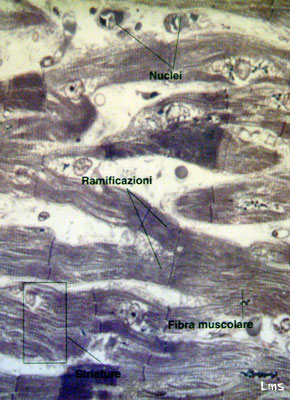 Nuclei
Ramificazioni
Fibra muscolare
Striature
Lms